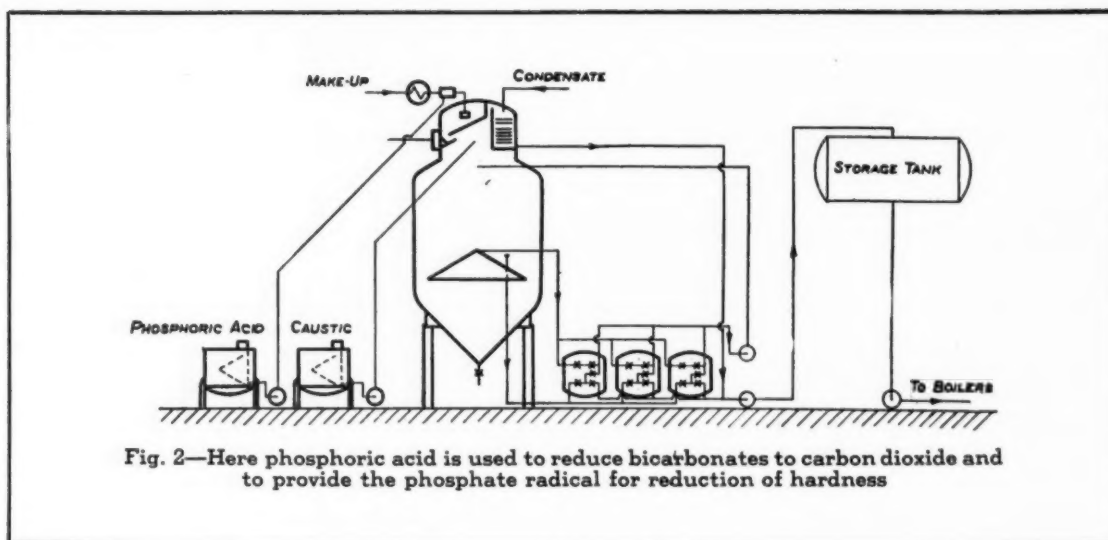 MAKE-UP
CONDENSATE
STORAGE TANK
PHOSPHORIC ACID
CAUSTIC
TO BOILERS
Fig. 2—Here phosphoric acid is used to reduce bicarbonates to carbon dioxide and
to provide the phosphate radical for reduction of hardness